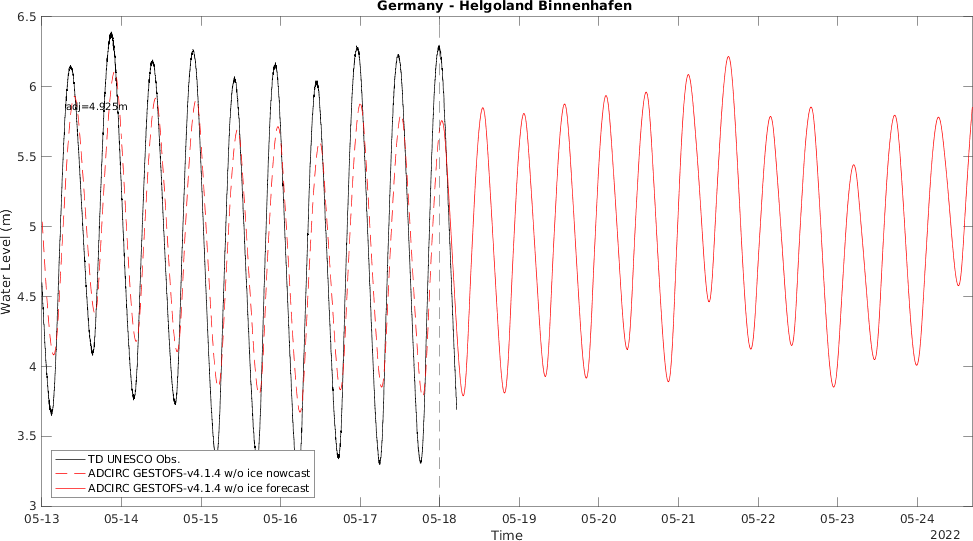 Germany - Helgoland Binnenhafen
6.5
6
5.5
5
4.5
4
3.5
3
Water Level (m)
adj=4.925m
TD UNESCO Obs.
ADCIRC GESTOFS-v4.1.4 w/o ice nowcast
ADCIRC GESTOFS-v4.1.4 w/o ice forecast
05-13 05-14 05-15 05-16 05-17 05-18 05-19 05-20 05-21 05-22 05-23 05-24
Time
2022